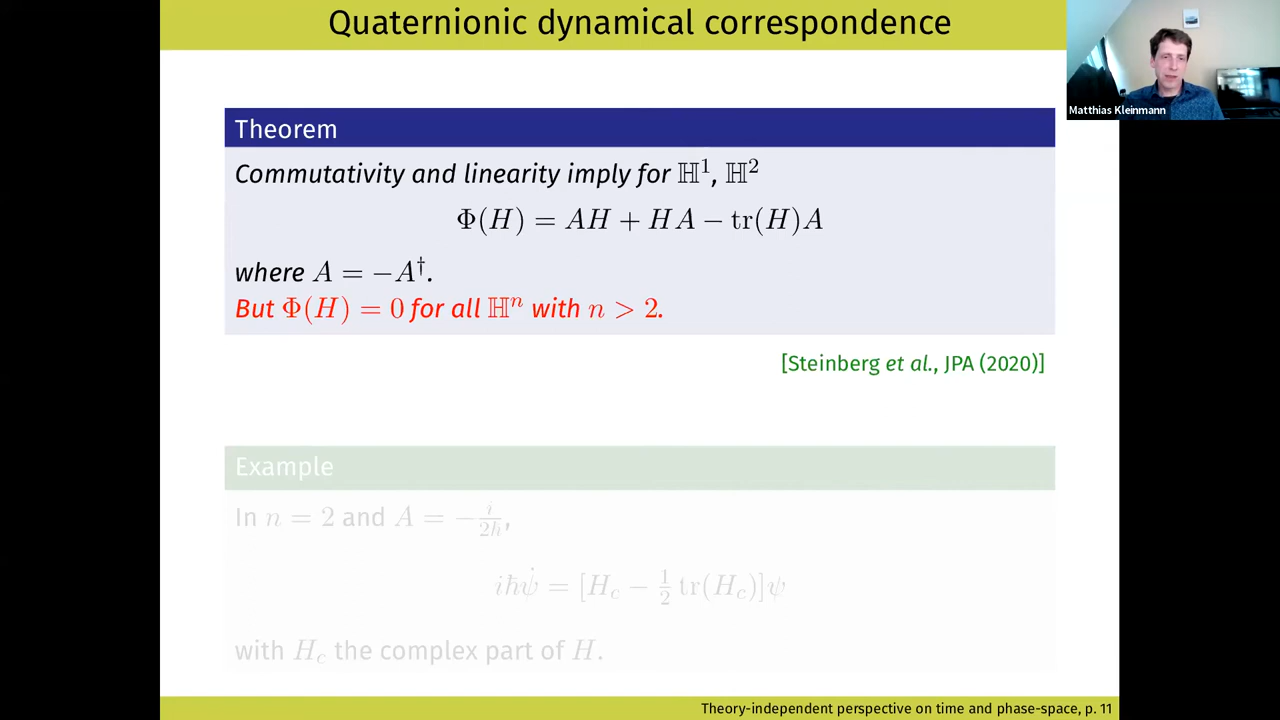 Quaternionic dynamical correspondence
Matthias Kleinmann
Theorem
Commutativity and linearity imply for ℍ¹, ℍ²
Φ(H) = AH + HA − tr(H)A
where A = −A†.
But Φ(H) = 0 for all ℍⁿ with n > 2.
[Steinberg et al., JPA (2020)]
Example
In n = 2 and A = −i/2ħ,
iħψ̇ = [H_c − ½ tr(H_c)]ψ
with H_c the complex part of H.
Theory-independent perspective on time and phase-space, p. 11